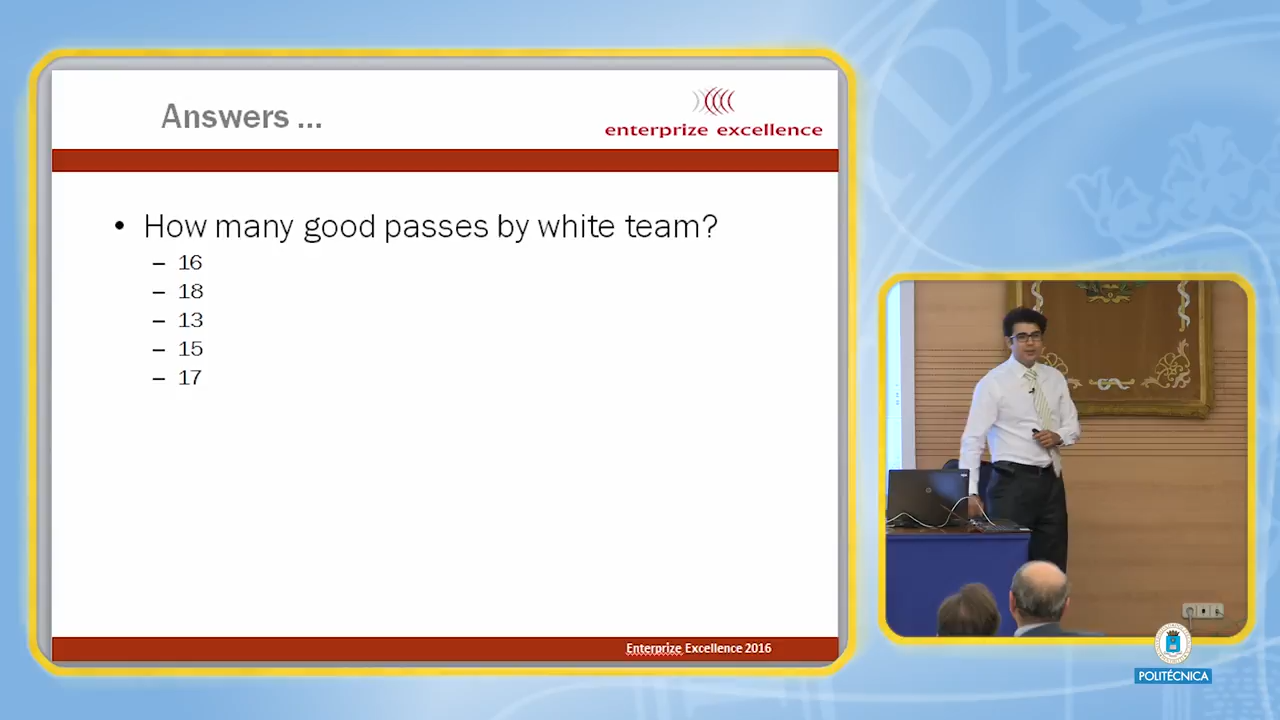 Answers ...
enterprize excellence
• How many good passes by white team?
– 16
– 18
– 13
– 15
– 17
Enterprize Excellence 2016
POLITÉCNICA